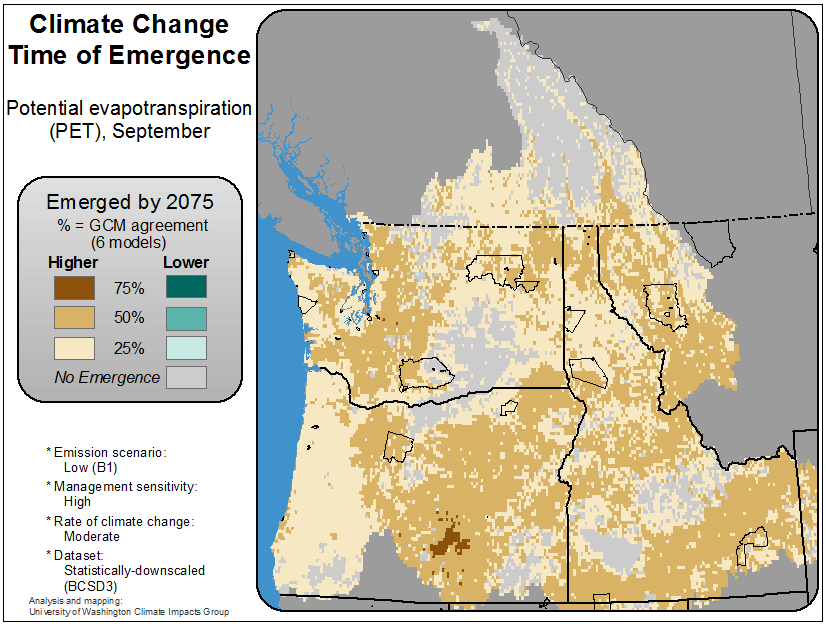 Climate Change
Time of Emergence
Potential evapotranspiration
(PET), September
Emerged by 2075
% = GCM agreement
(6 models)
Higher Lower
75%
50%
25%
No Emergence
* Emission scenario:
Low (B1)
* Management sensitivity:
High
* Rate of climate change:
Moderate
* Dataset:
Statistically-downscaled
(BCSD3)
Analysis and mapping:
University of Washington Climate Impacts Group